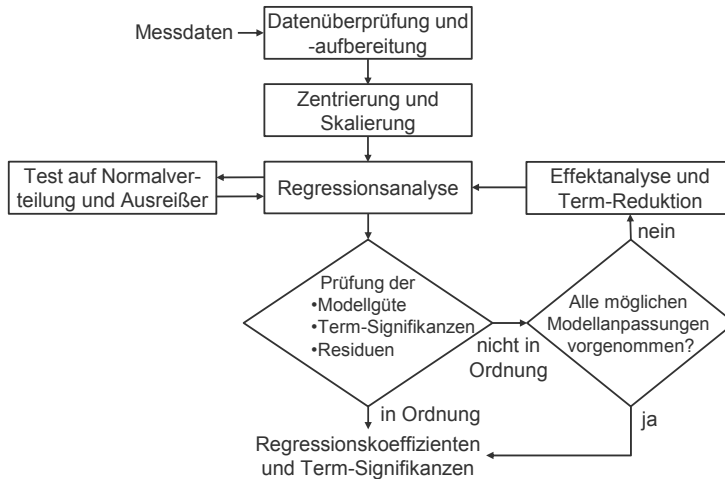 Messdaten
Datenüberprüfung und
-aufbereitung
Zentrierung und
Skalierung
Test auf Normalver-
teilung und Ausreißer
Regressionsanalyse
Effektanalyse und
Term-Reduktion
nein
Prüfung der
•Modellgüte
•Term-Signifikanzen
•Residuen
nicht in
Ordnung
Alle möglichen
Modellanpassungen
vorgenommen?
in Ordnung
ja
Regressionskoeffizienten
und Term-Signifikanzen